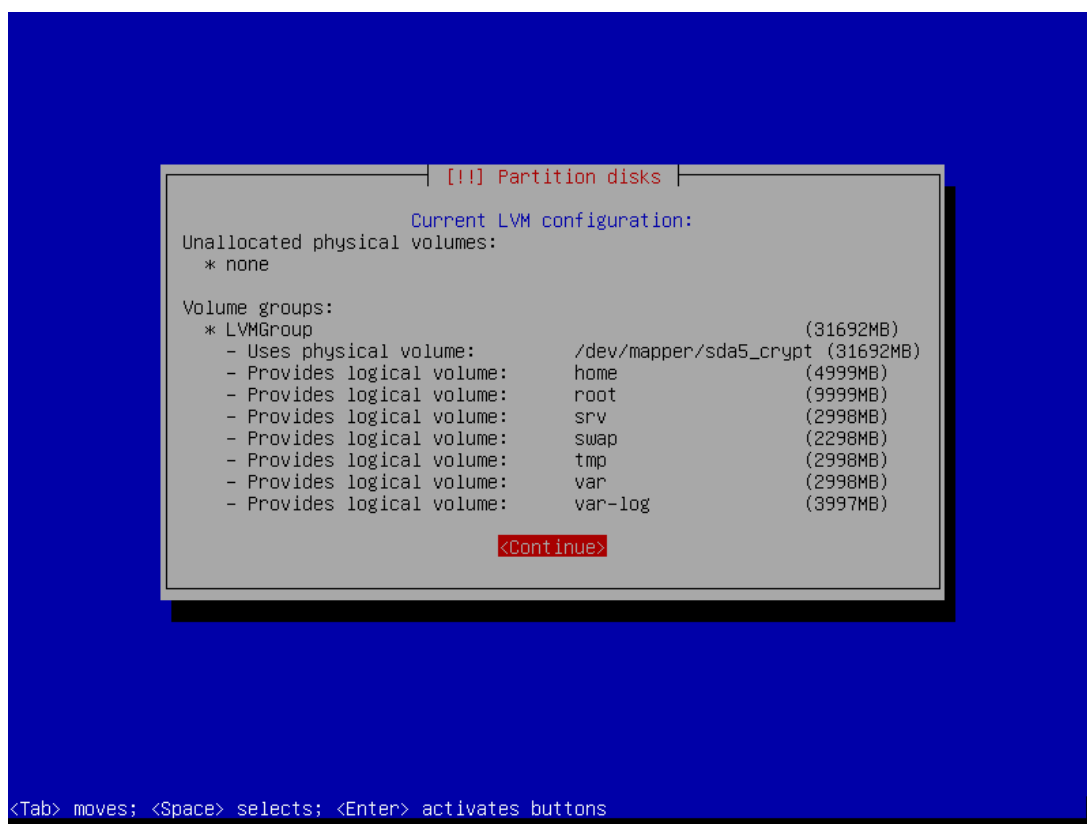 [!!] Partition disks
Current LVM configuration:
Unallocated physical volumes:
* none
Volume groups:
* LVMGroup (31692MB)
- Uses physical volume: /dev/mapper/sda5_crypt (31692MB)
- Provides logical volume: home (4999MB)
- Provides logical volume: root (9999MB)
- Provides logical volume: srv (2998MB)
- Provides logical volume: swap (2298MB)
- Provides logical volume: tmp (2998MB)
- Provides logical volume: var (2998MB)
- Provides logical volume: var-log (3997MB)
<Continue>
<Tab> moves; <Space> selects; <Enter> activates buttons